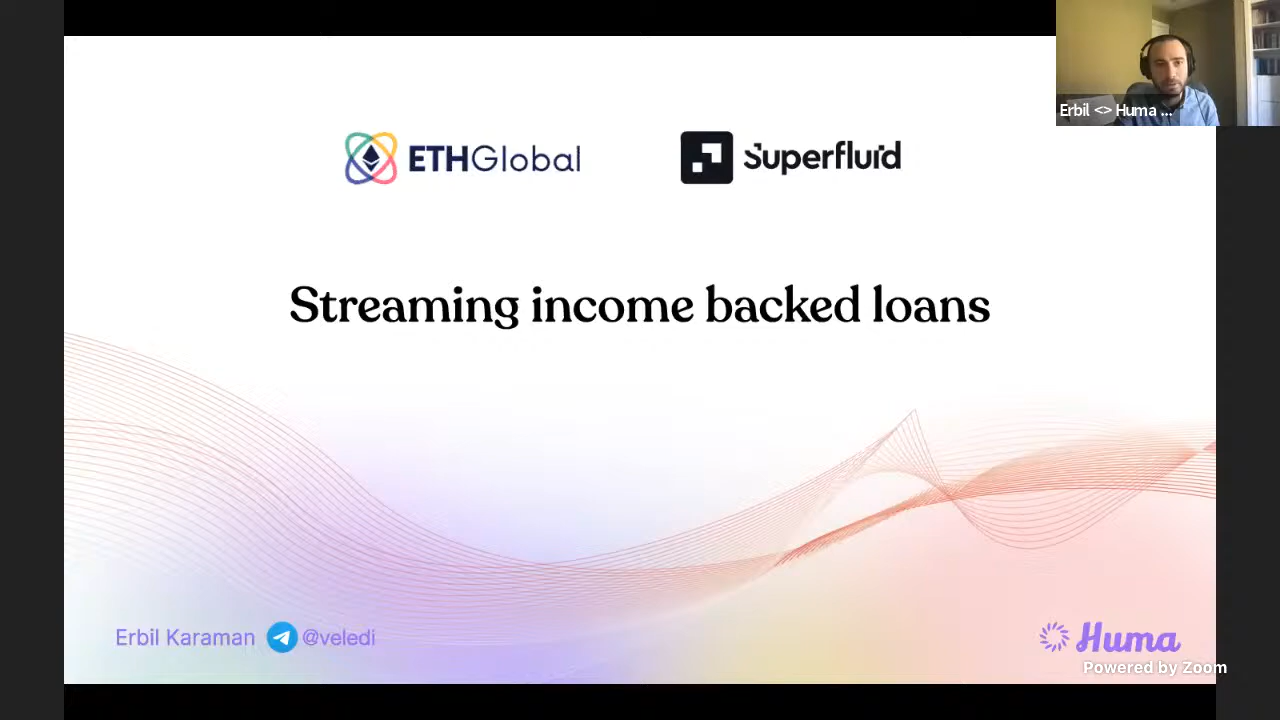 Erbil <> Huma ...
ETHGlobal
Superfluid
Streaming income backed loans
Erbil Karaman @veledi
Huma
Powered by Zoom